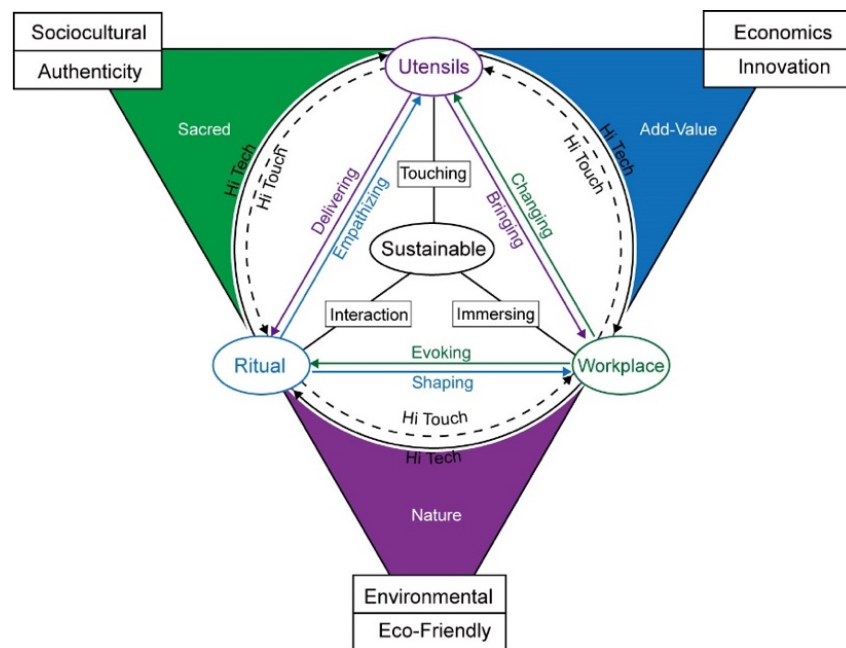 Sociocultural
Authenticity
Economics
Innovation
Utensils
Sacred
Add-Value
Hi Tech
Hi Touch
Hi Tech
Hi Touch
Delivering
Empathizing
Touching
Changing
Bringing
Sustainable
Interaction
Immersing
Ritual
Evoking
Shaping
Workplace
Hi Touch
Hi Tech
Nature
Environmental
Eco-Friendly